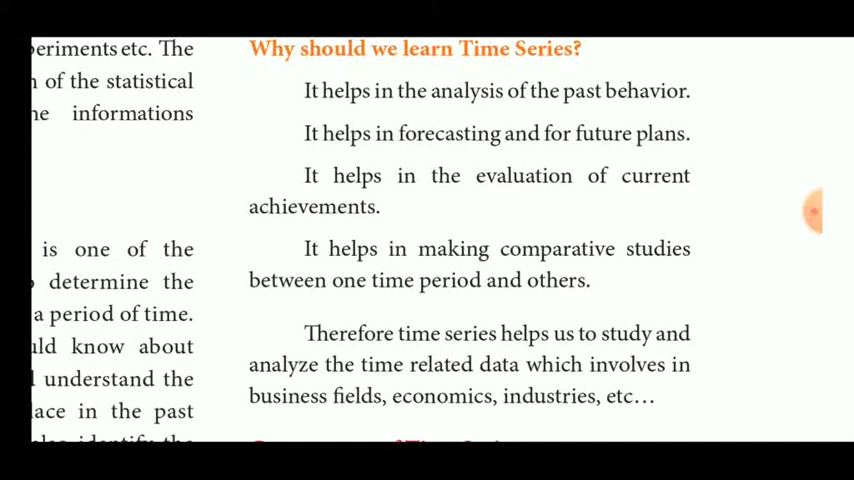 periments etc. The
of the statistical
informations
is one of the
determine the
a period of time.
know about
understand the
in the past
Why should we learn Time Series?
It helps in the analysis of the past behavior.
It helps in forecasting and for future plans.
It helps in the evaluation of current
achievements.
It helps in making comparative studies
between one time period and others.
Therefore time series helps us to study and
analyze the time related data which involves in
business fields, economics, industries, etc…